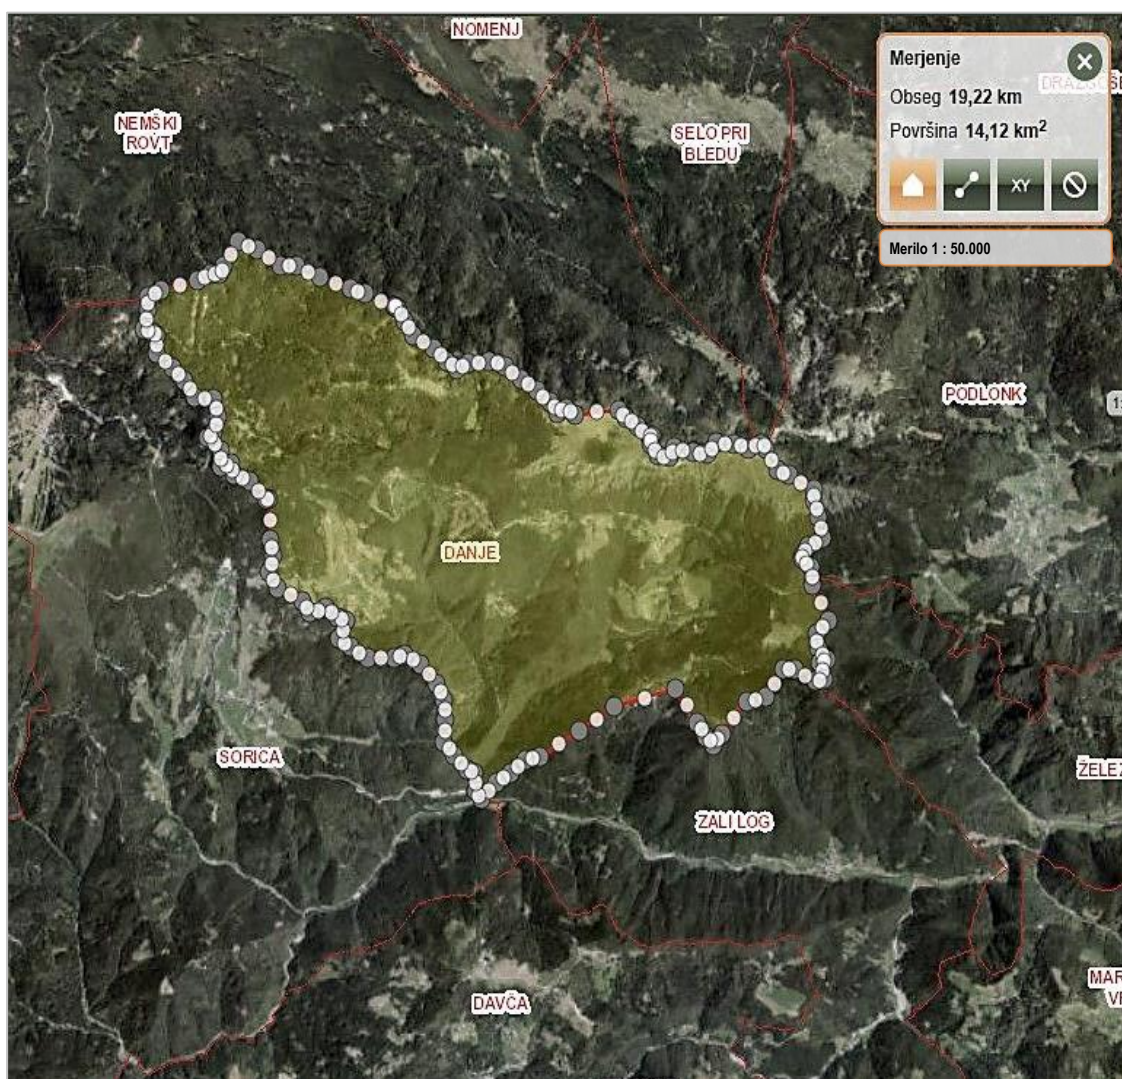 NOMENJ
Merjenje
Obseg 19,22 km
Površina 14,12 km²
XY
Merilo 1 : 50.000
NEMŠKI
ROVT
SELO PRI
BLEDU
PODLONK
DANJE
SORICA
ŽELEZ
ZALI LOG
DAVČA
MAR